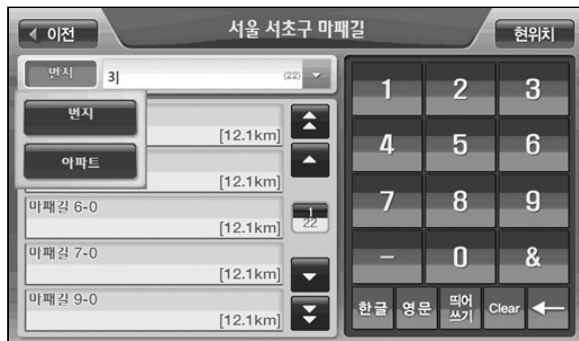 이전
서울 서초구 마패길
현위치
번지
3
(22)
번지
아파트
[12.1km]
[12.1km]
마패길 6-0
[12.1km]
마패길 7-0
[12.1km]
마패길 9-0
[12.1km]
1
22
1 2 3
4 5 6
7 8 9
- 0 &
한글 영문 띄어쓰기 Clear